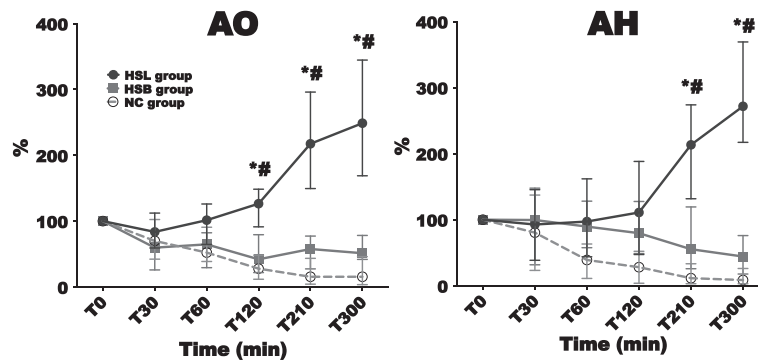 AO
400
300
200
100
0
%
HSL group
HSB group
NC group
*#
*#
*#
T0
T30
T60
T120
T210
T300
Time (min)
AH
400
300
200
100
0
%
*#
*#
T0
T30
T60
T120
T210
T300
Time (min)